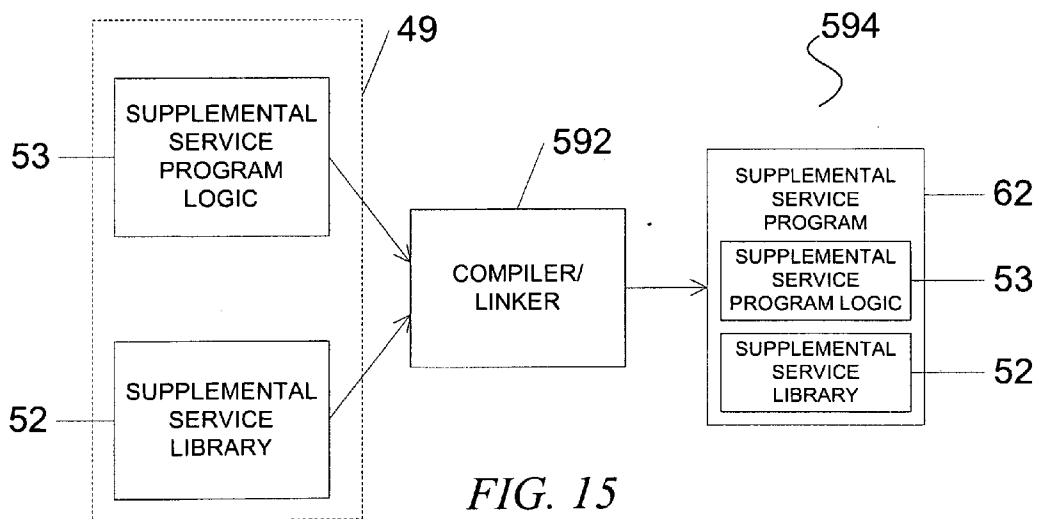 594
49
SUPPLEMENTAL
SERVICE
PROGRAM
LOGIC
53
592
SUPPLEMENTAL
SERVICE
PROGRAM
62
SUPPLEMENTAL
SERVICE
PROGRAM LOGIC
53
COMPILER/
LINKER
SUPPLEMENTAL
SERVICE
LIBRARY
52
SUPPLEMENTAL
SERVICE
LIBRARY
52
FIG. 15